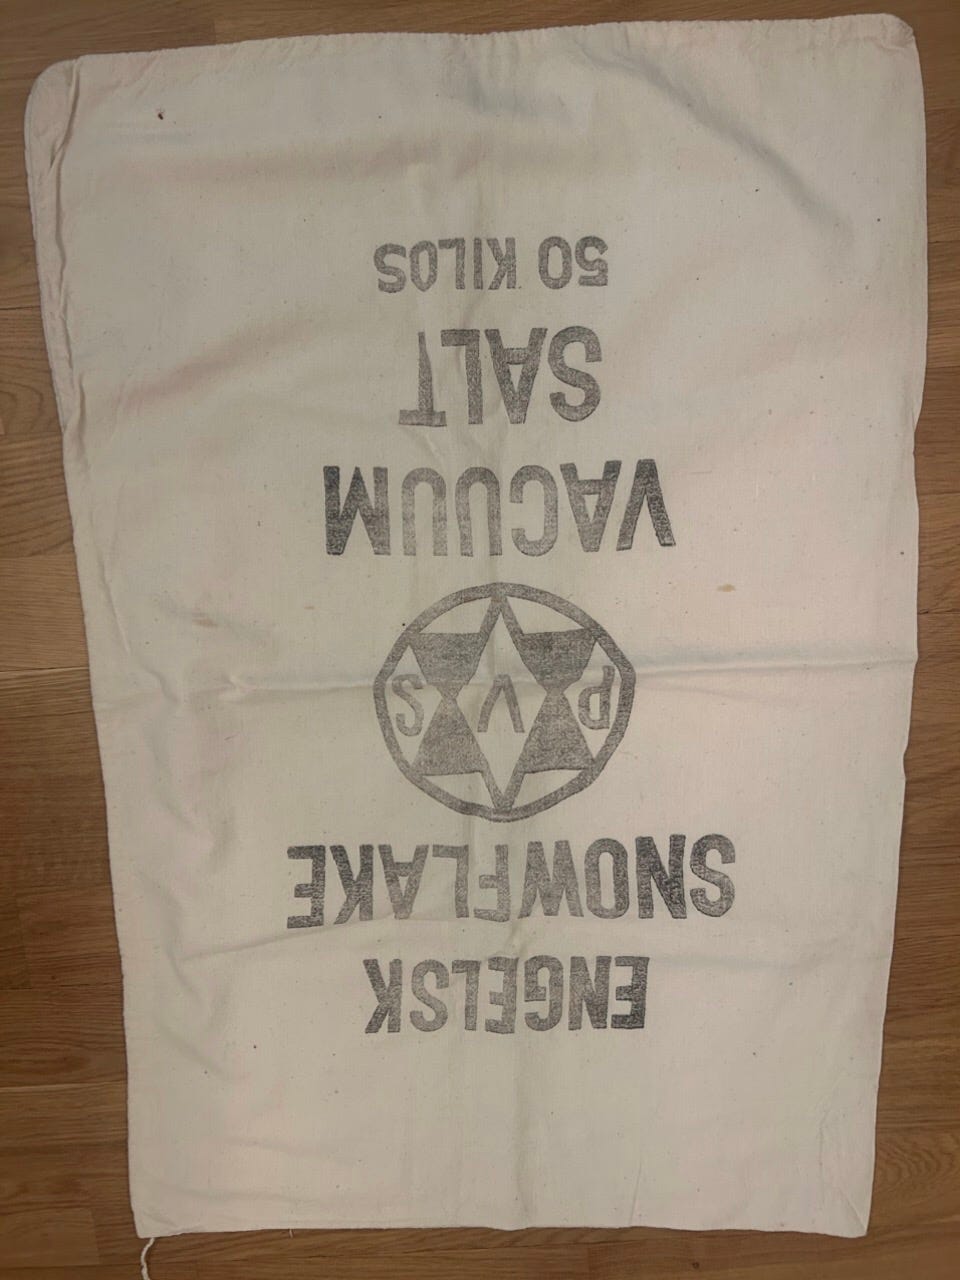 ENGELSK
SNOWFLAKE
P V S
VACUUM
SALT
50 KILOS